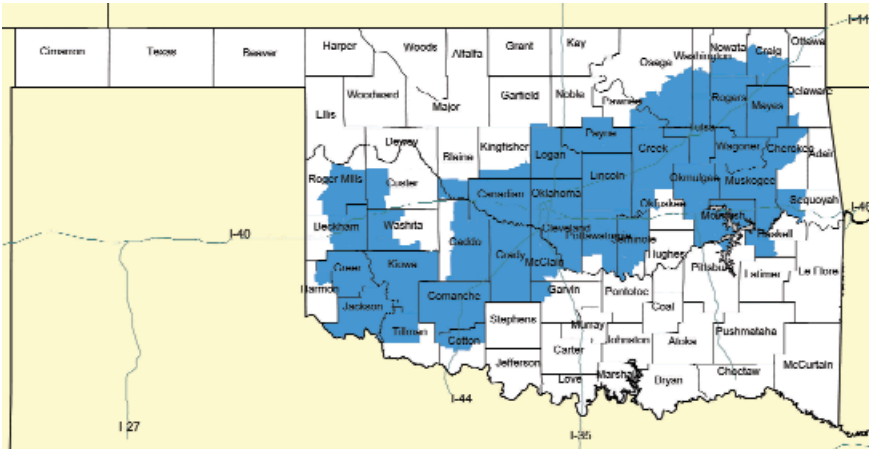 Cimarron
Texas
Beaver
Harper
Woods
Alfalfa
Grant
Kay
Osage
Washington
Nowata
Craig
Ottawa
I-44
Woodward
Major
Garfield
Noble
Pawnee
Rogers
Mayes
Delaware
Ellis
Dewey
Blaine
Kingfisher
Logan
Payne
Creek
Tulsa
Wagoner
Cherokee
Adair
Roger Mills
Custer
Canadian
Oklahoma
Lincoln
Okmulgee
Muskogee
Okfuskee
Sequoyah
I-40
Beckham
Washita
Caddo
Grady
Cleveland
McClain
Pottawatomie
Seminole
McIntosh
Haskell
I-40
Hughes
Pittsburg
Latimer
Le Flore
Greer
Kiowa
Harmon
Jackson
Comanche
Garvin
Pontotoc
Coal
Tillman
Cotton
Stephens
Murray
Johnston
Atoka
Pushmataha
Jefferson
Carter
Love
Marshall
Bryan
Choctaw
McCurtain
I-44
I 27
I-35